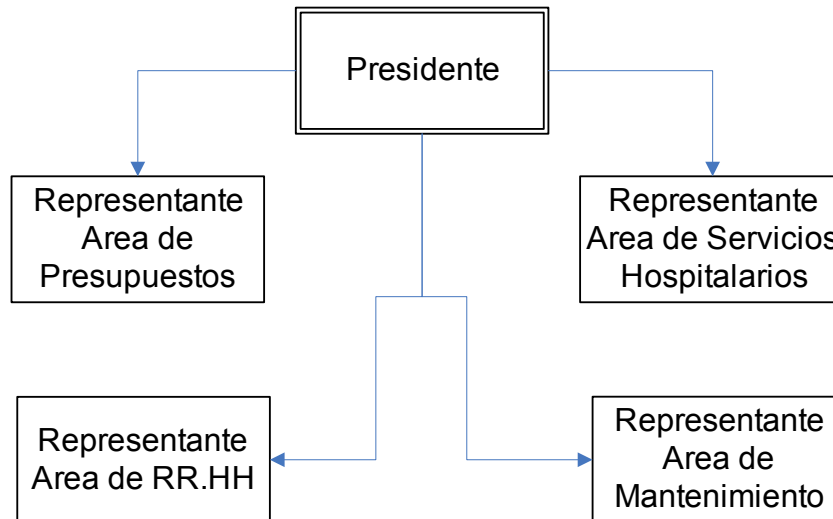 Presidente
Representante
Area de
Presupuestos
Representante
Area de Servicios
Hospitalarios
Representante
Area de RR.HH
Representante
Area de
Mantenimiento